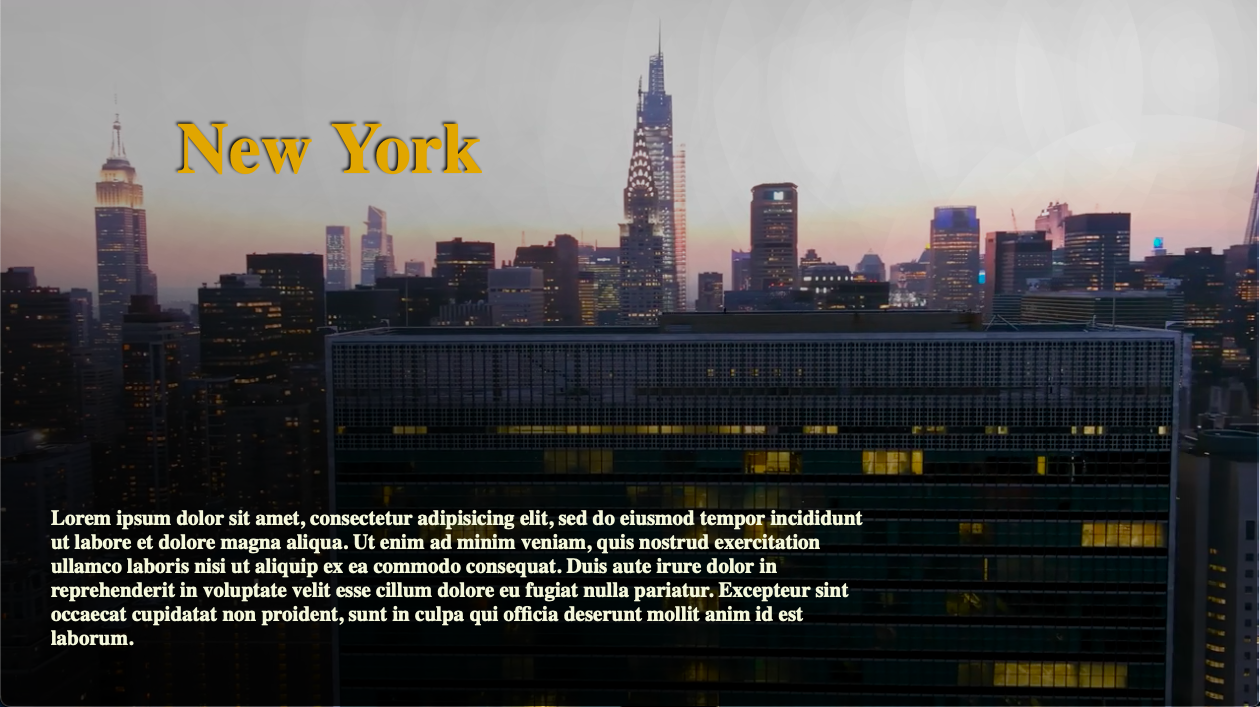 New York
Lorem ipsum dolor sit amet, consectetur adipisicing elit, sed do eiusmod tempor incididunt
ut labore et dolore magna aliqua. Ut enim ad minim veniam, quis nostrud exercitation
ullamco laboris nisi ut aliquip ex ea commodo consequat. Duis aute irure dolor in
reprehenderit in voluptate velit esse cillum dolore eu fugiat nulla pariatur. Excepteur sint
occaecat cupidatat non proident, sunt in culpa qui officia deserunt mollit anim id est
laborum.